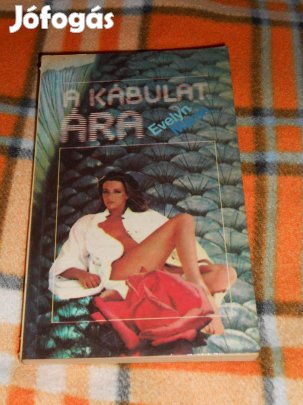 Jófogás
A KÁBULAT
ÁRA
Evelyn